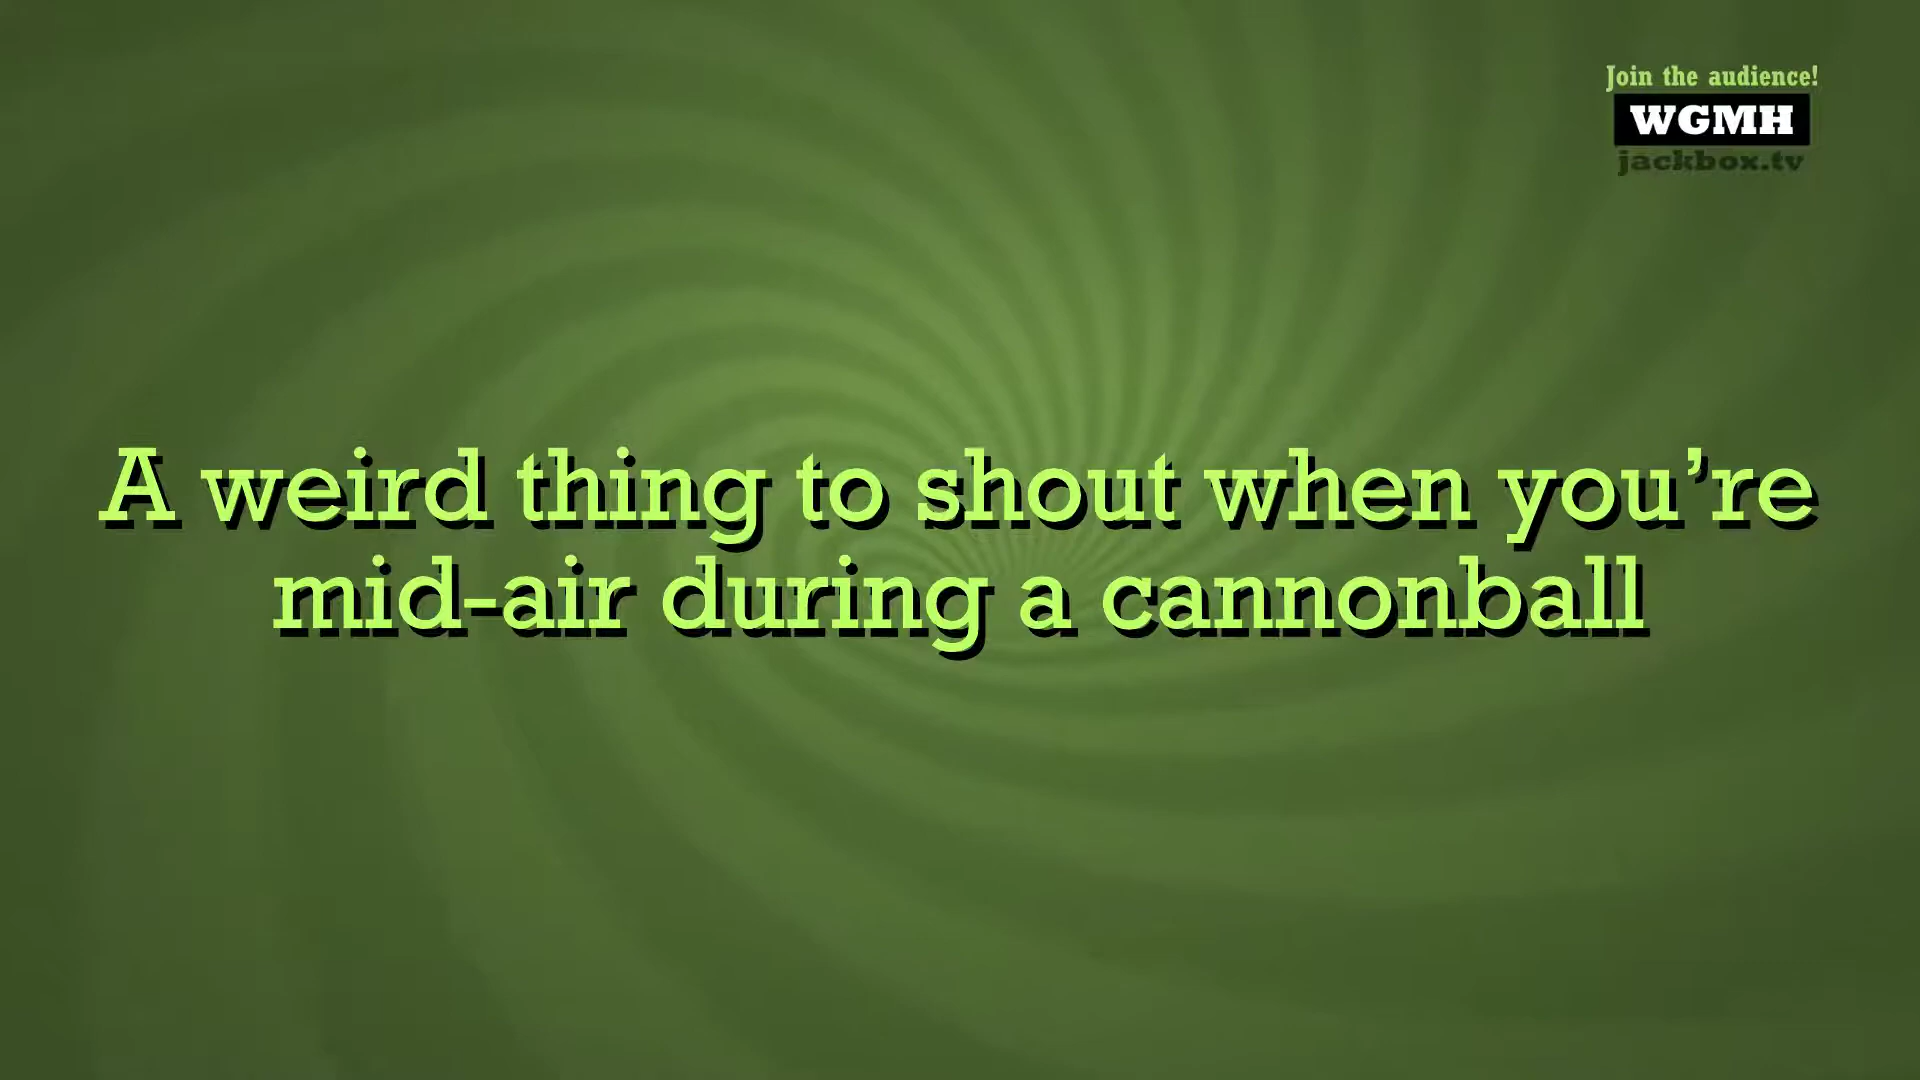 Join the audience!
WGMH
jackbox.tv
A weird thing to shout when you’re
mid-air during a cannonball